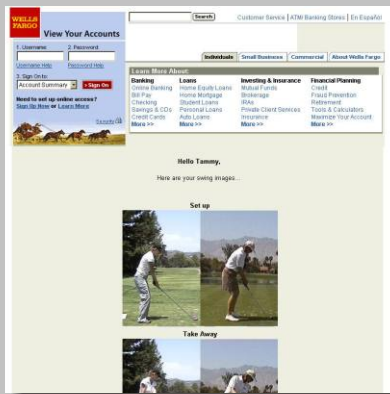 WELLS
FARGO
View Your Accounts
Search
Customer Service | ATM/Banking Stores | En Español
1. Username
2. Password
Username Help
Password Help
3. Sign On to:
Account Summary
Sign On
Need to set up online access?
Sign Up Now or Learn More
Security
Individuals
Small Business
Commercial
About Wells Fargo
Learn More About:
Banking
Online Banking
Bill Pay
Checking
Savings & CDs
Credit Cards
More >>
Loans
Home Equity Loans
Home Mortgage
Student Loans
Personal Loans
Auto Loans
More >>
Investing & Insurance
Mutual Funds
Brokerage
IRAs
Private Client Services
Insurance
More >>
Financial Planning
Credit
Fraud Prevention
Retirement
Tools & Calculators
Maximize Your Account
More >>
Hello Tammy,
Here are your swing images...
Set up
Take Away